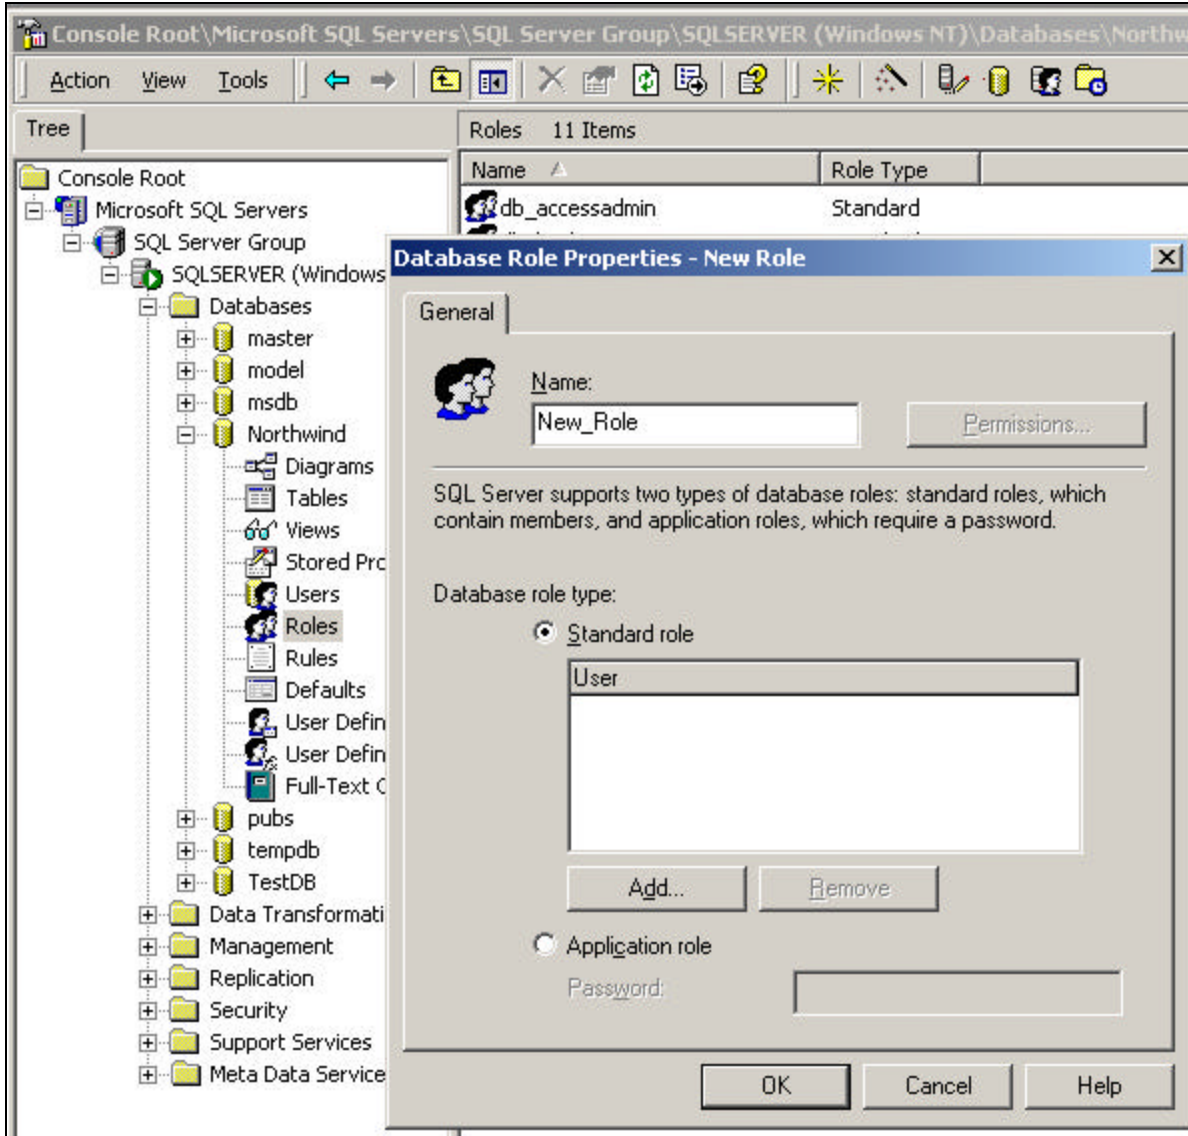 Console Root\Microsoft SQL Servers\SQL Server Group\SQLSERVER (Windows NT)\Databases\Northw
Action View Tools
Tree
Roles 11 Items
Name Role Type
Console Root
db_accessadmin Standard
Microsoft SQL Servers
SQL Server Group
SQLSERVER (Windows
Databases
master
model
msdb
Northwind
Diagrams
Tables
Views
Stored Prc
Users
Roles
Rules
Defaults
User Defin
User Defin
Full-Text C
pubs
tempdb
TestDB
Data Transformati
Management
Replication
Security
Support Services
Meta Data Service
Database Role Properties - New Role
General
Name:
New_Role
Permissions...
SQL Server supports two types of database roles: standard roles, which
contain members, and application roles, which require a password.
Database role type:
Standard role
User
Add... Remove
Application role
Password:
OK Cancel Help